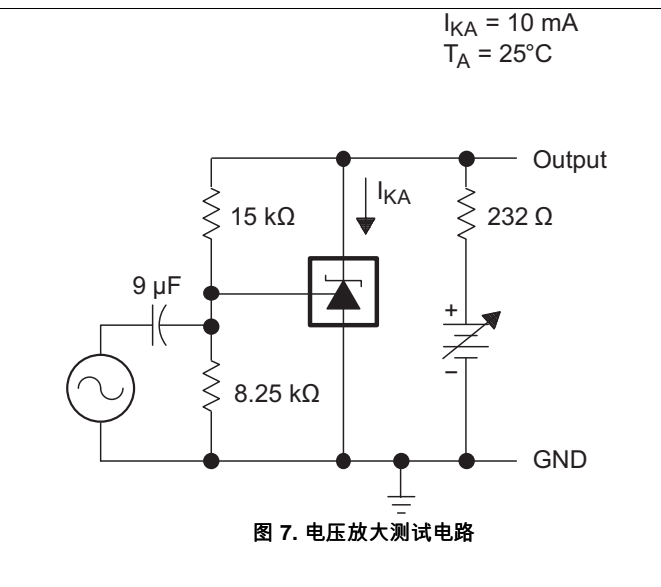 I_KA = 10 mA
T_A = 25°C
Output
I_KA
15 kΩ
232 Ω
9 µF
+
−
8.25 kΩ
GND
图 7. 电压放大测试电路